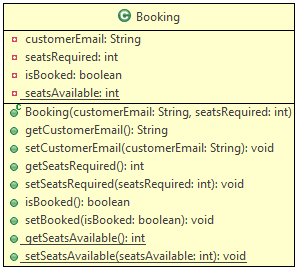 Booking
customerEmail: String
seatsRequired: int
isBooked: boolean
seatsAvailable: int
Booking(customerEmail: String, seatsRequired: int)
getCustomerEmail(): String
setCustomerEmail(customerEmail: String): void
getSeatsRequired(): int
setSeatsRequired(seatsRequired: int): void
isBooked(): boolean
setBooked(isBooked: boolean): void
getSeatsAvailable(): int
setSeatsAvailable(seatsAvailable: int): void